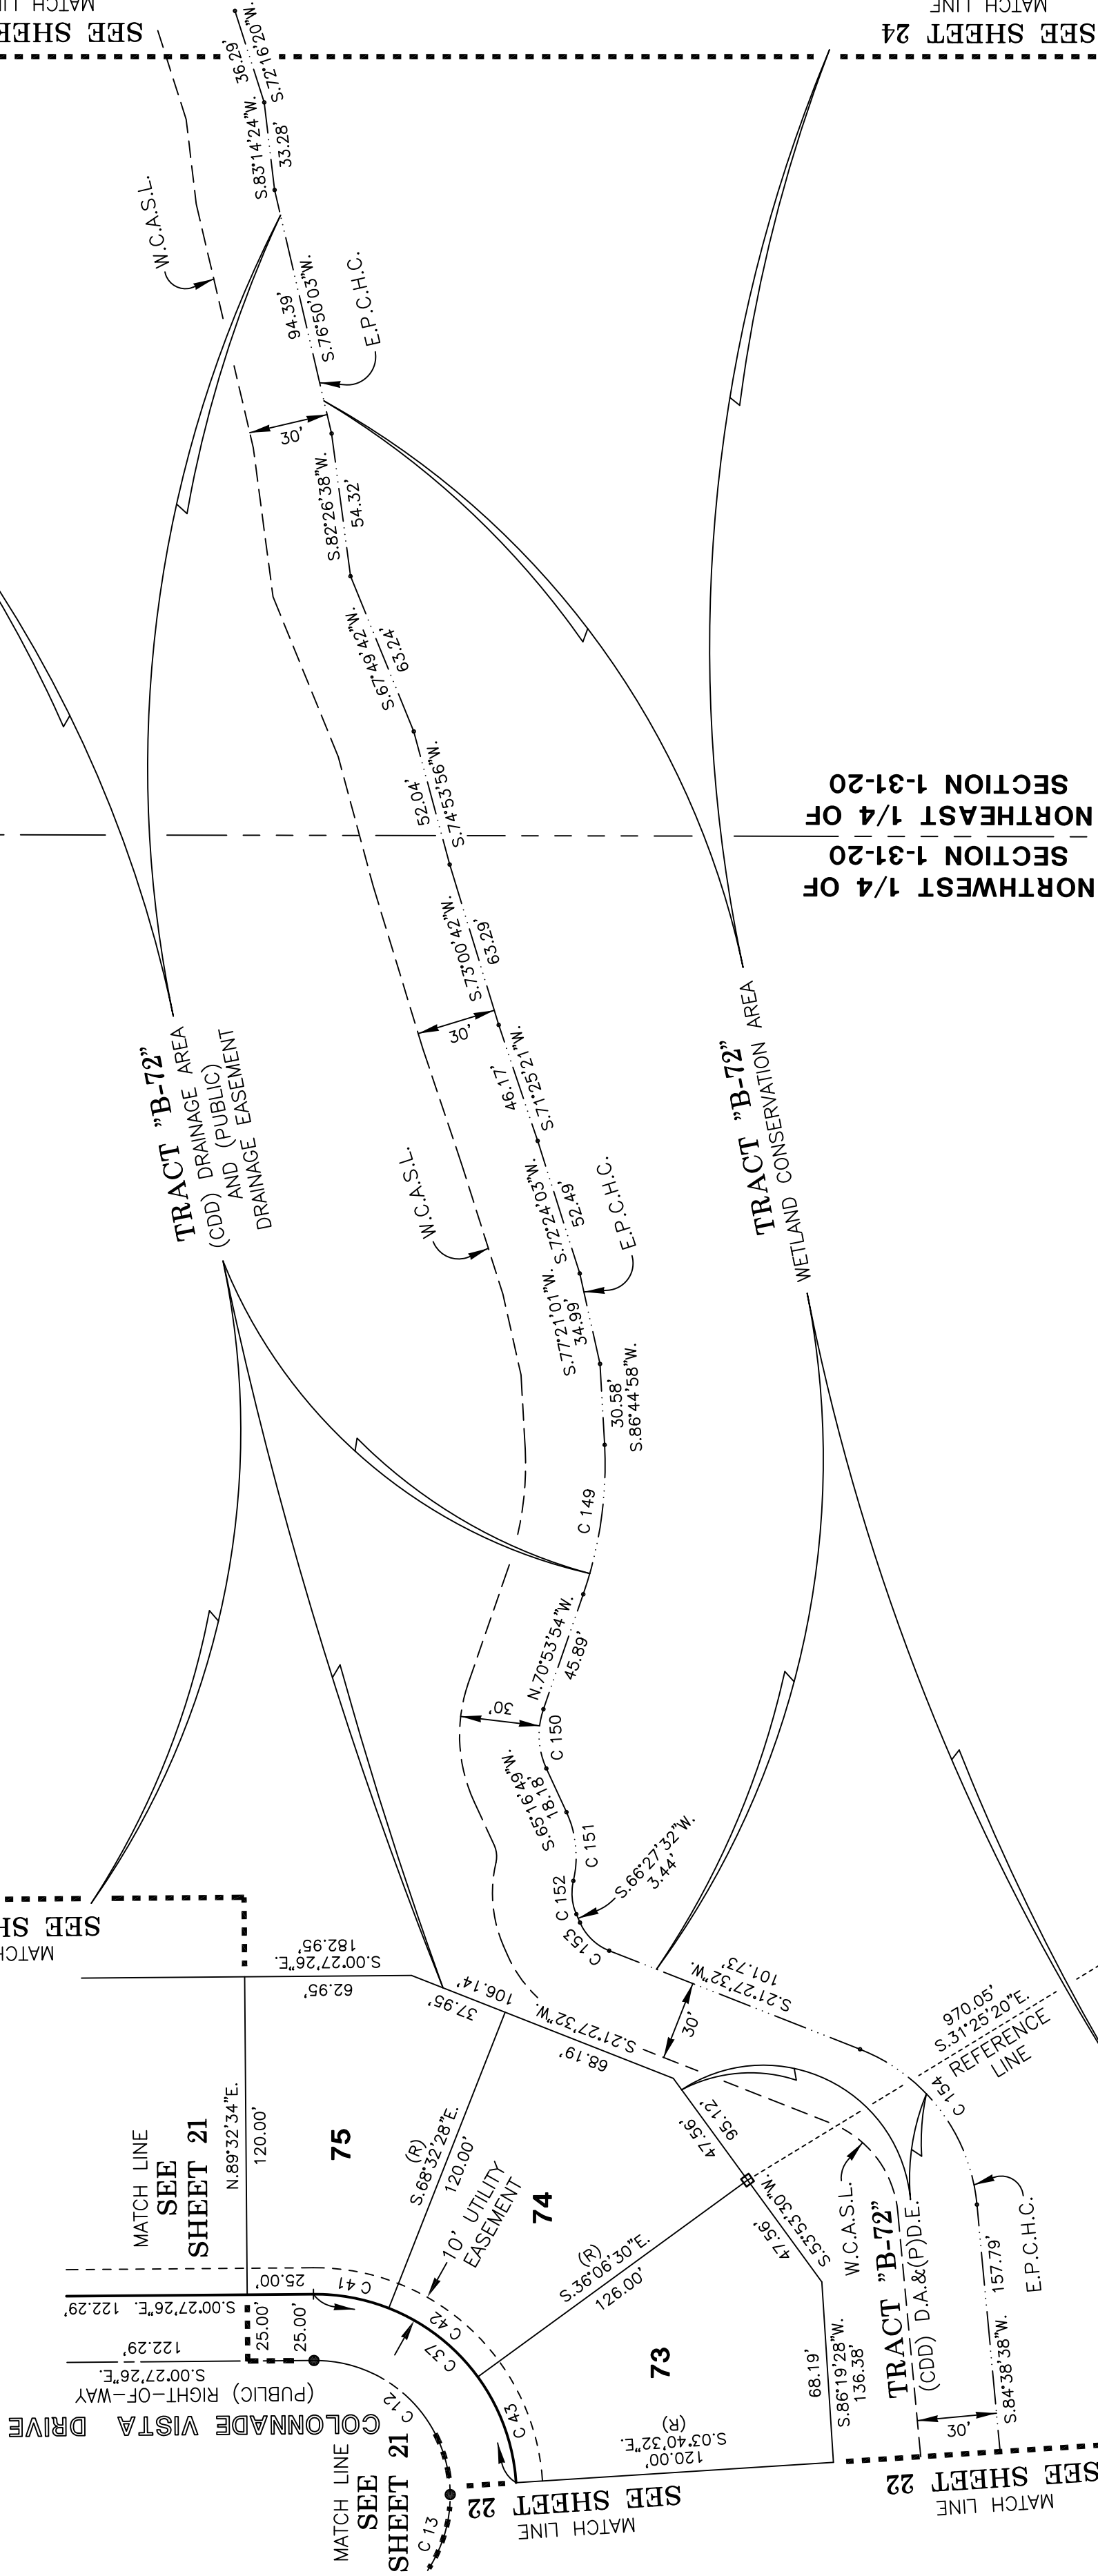 MATCH LINE
SEE SHEE
MATCH LINE
SEE SHEET 24
S.72°16'20"W.
36.29'
S.83°14'24"W.
33.28'
W.C.A.S.L.
94.39'
S.76°50'03"W.
E.P.C.H.C.
30'
S.82°26'38"W.
54.32'
S.67°49'42"W.
63.24'
52.04'
S.74°53'56"W.
NORTHEAST 1/4 OF
SECTION 1-31-20
NORTHWEST 1/4 OF
SECTION 1-31-20
S.73°00'42"W.
63.29'
30'
TRACT "B-72"
(CDD) DRAINAGE AREA
AND (PUBLIC)
DRAINAGE EASEMENT
TRACT "B-72"
WETLAND CONSERVATION AREA
46.17'
S.71°25'21"W.
W.C.A.S.L.
S.72°24'03"W.
52.49'
E.P.C.H.C.
S.77°21'01"W.
34.99'
30.58'
S.86°44'58"W.
C 149
N.70°53'54"W.
45.89'
30'
C 150
S.65°16'49"W.
18.18'
C 151
C 152
S.66°27'32"W.
3.44'
C 153
SEE SH
MATCH
S.00°27'26"E.
182.95'
62.95'
37.95'
106.14'
S.21°27'32"W.
68.19'
S.21°27'32"W.
101.73'
30'
970.05'
S.31°25'20"E.
REFERENCE
LINE
C 154
MATCH LINE
SEE
SHEET 21
N.89°32'34"E.
120.00'
75
(R)
S.68°32'28"E.
120.00'
10' UTILITY
EASEMENT
74
95.12'
47.56'
S.53°53'30"W.
47.56'
(R)
S.36°06'30"E.
126.00'
W.C.A.S.L.
TRACT "B-72"
(CDD) D.A.&(P)D.E.
E.P.C.H.C.
157.79'
S.84°38'38"W.
30'
S.00°27'26"E. 122.29'
25.00'
C 41
25.00'
25.00'
122.29'
S.00°27'26"E.
(PUBLIC) RIGHT-OF-WAY
COLONNADE VISTA DRIVE
C 42
C 37
C 12
C 43
73
68.19'
S.86°19'28"W.
136.38'
120.00'
S.03°40'32"E.
(R)
MATCH LINE
SEE
SHEET 21
C 13
SEE SHEET 22
MATCH LINE
SEE SHEET 22
MATCH LINE